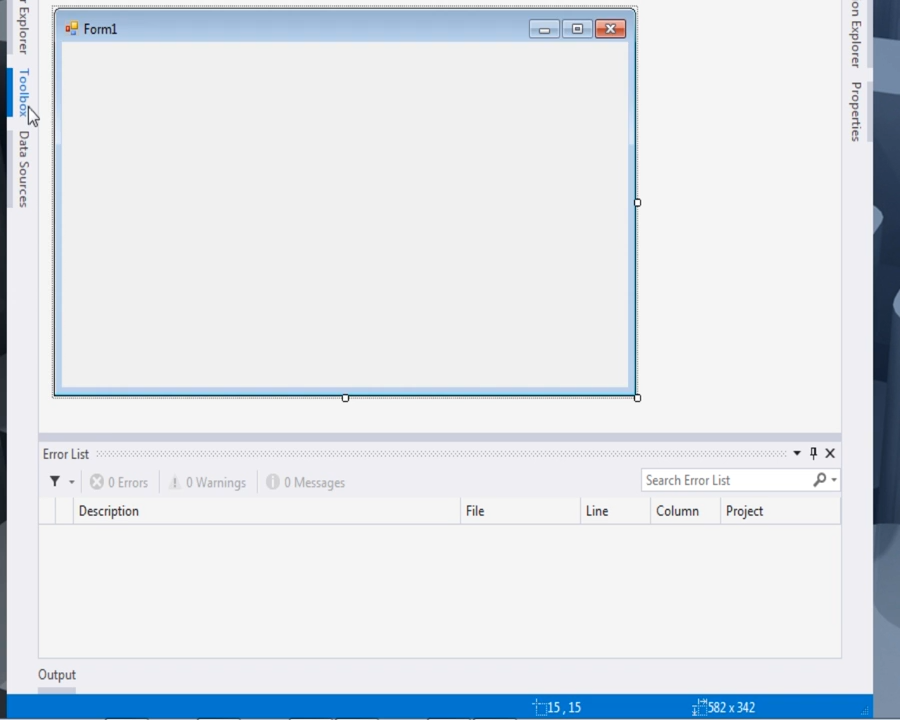 r Explorer
Toolbox
Data Sources
Form1
on Explorer
Properties
Error List
0 Errors
0 Warnings
0 Messages
Search Error List
Description
File
Line
Column
Project
Output
15 , 15
582 x 342